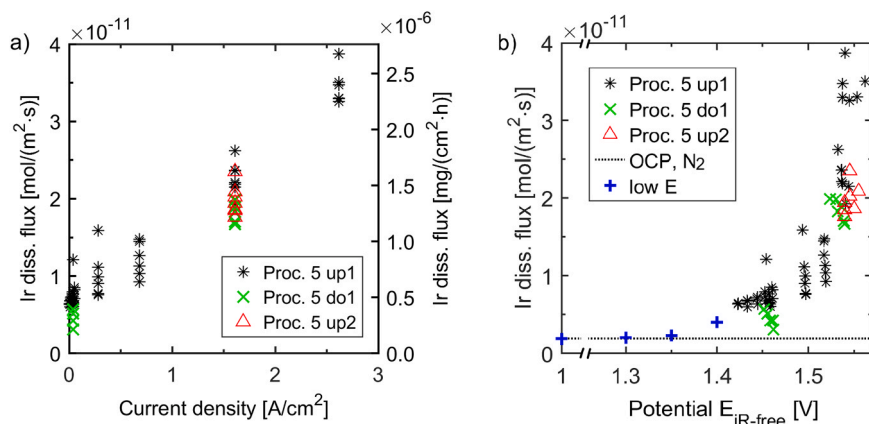 a)
× 10⁻¹¹
× 10⁻⁶
4
3
2
1
0
Ir diss. flux [mol/(m²·s)]
2.5
2.0
1.5
1.0
0.5
0.0
Ir diss. flux [mg/(cm²·h)]
Proc. 5 up1
Proc. 5 do1
Proc. 5 up2
0 1 2 3
Current density [A/cm²]
b)
× 10⁻¹¹
4
3
2
1
0
Ir diss. flux [mol/(m²·s)]
Proc. 5 up1
Proc. 5 do1
Proc. 5 up2
OCP, N₂
low E
1 1.3 1.4 1.5
Potential E_iR-free [V]